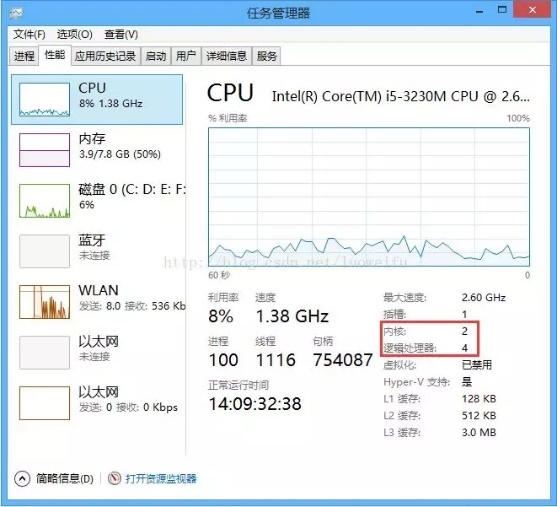 任务管理器
文件(F) 选项(O) 查看(V)
进程 性能 应用历史记录 启动 用户 详细信息 服务
CPU
8% 1.38 GHz
内存
3.9/7.8 GB (50%)
磁盘 0 (C: D: E: F:
6%
蓝牙
未连接
WLAN
发送: 8.0 接收: 536 Kb
以太网
未连接
以太网
发送: 0 接收: 0 Kbps
CPU Intel(R) Core(TM) i5-3230M CPU @ 2.6...
% 利用率 100%
http://blog.csdn.net/luoweifu
60 秒 0
利用率 速度
8% 1.38 GHz
进程 线程 句柄
100 1116 754087
正常运行时间
14:09:32:38
最大速度: 2.60 GHz
插槽: 1
内核: 2
逻辑处理器: 4
虚拟化: 已禁用
Hyper-V 支持: 是
L1 缓存: 128 KB
L2 缓存: 512 KB
L3 缓存: 3.0 MB
简略信息(D) 打开资源监视器